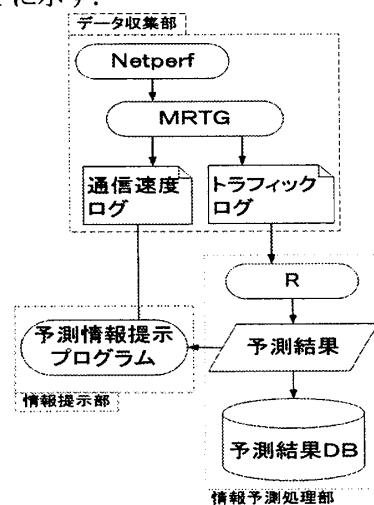 に示す.
データ収集部
Netperf
MRTG
通信速度
ログ
トラフィック
ログ
R
予測情報提示
プログラム
予測結果
情報提示部
予測結果DB
情報予測処理部